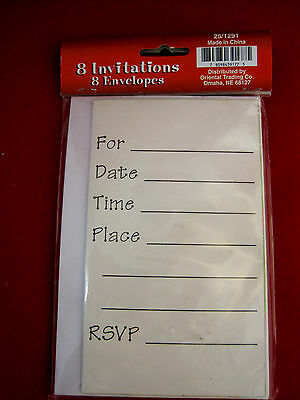 8 Invitations
8 Envelopes
25/1291
Made in China
Distributed by
Oriental Trading Co.
Omaha, NE 68127
For
Date
Time
Place
RSVP